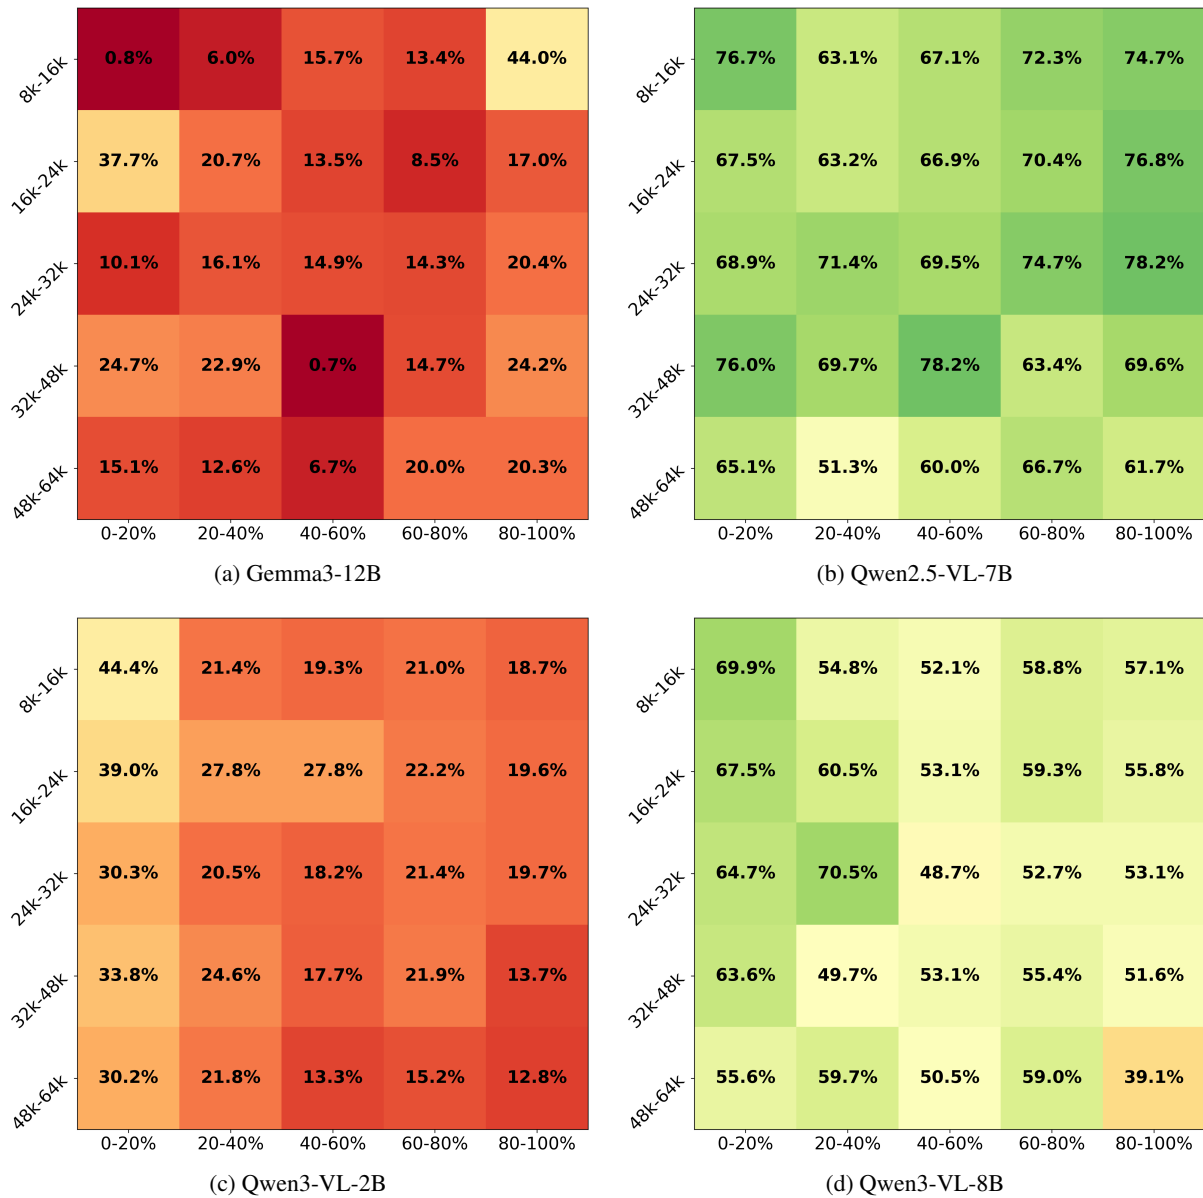 8k-16k 0.8% 6.0% 15.7% 13.4% 44.0%
16k-24k 37.7% 20.7% 13.5% 8.5% 17.0%
24k-32k 10.1% 16.1% 14.9% 14.3% 20.4%
32k-48k 24.7% 22.9% 0.7% 14.7% 24.2%
48k-64k 15.1% 12.6% 6.7% 20.0% 20.3%
0-20% 20-40% 40-60% 60-80% 80-100%
(a) Gemma3-12B
8k-16k 76.7% 63.1% 67.1% 72.3% 74.7%
16k-24k 67.5% 63.2% 66.9% 70.4% 76.8%
24k-32k 68.9% 71.4% 69.5% 74.7% 78.2%
32k-48k 76.0% 69.7% 78.2% 63.4% 69.6%
48k-64k 65.1% 51.3% 60.0% 66.7% 61.7%
0-20% 20-40% 40-60% 60-80% 80-100%
(b) Qwen2.5-VL-7B
8k-16k 44.4% 21.4% 19.3% 21.0% 18.7%
16k-24k 39.0% 27.8% 27.8% 22.2% 19.6%
24k-32k 30.3% 20.5% 18.2% 21.4% 19.7%
32k-48k 33.8% 24.6% 17.7% 21.9% 13.7%
48k-64k 30.2% 21.8% 13.3% 15.2% 12.8%
0-20% 20-40% 40-60% 60-80% 80-100%
(c) Qwen3-VL-2B
8k-16k 69.9% 54.8% 52.1% 58.8% 57.1%
16k-24k 67.5% 60.5% 53.1% 59.3% 55.8%
24k-32k 64.7% 70.5% 48.7% 52.7% 53.1%
32k-48k 63.6% 49.7% 53.1% 55.4% 51.6%
48k-64k 55.6% 59.7% 50.5% 59.0% 39.1%
0-20% 20-40% 40-60% 60-80% 80-100%
(d) Qwen3-VL-8B